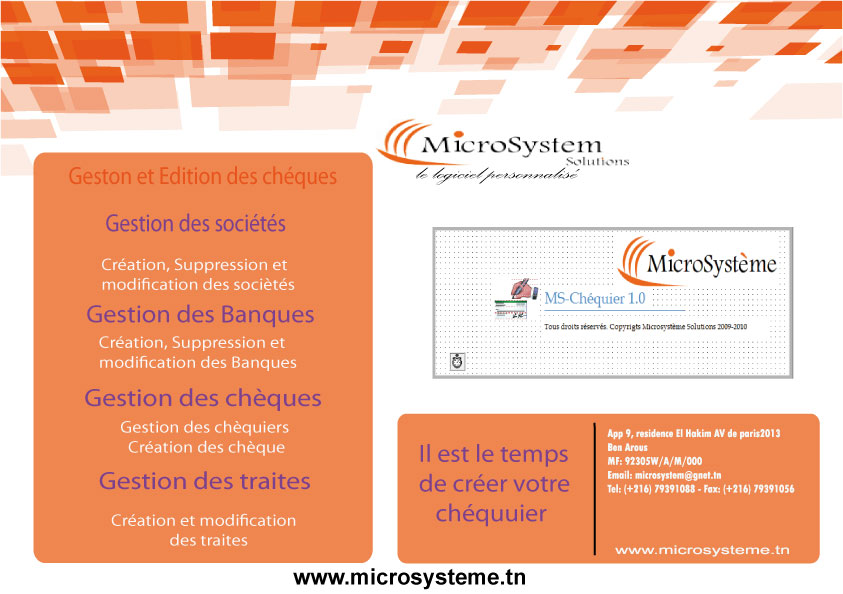 MicroSystem
Solutions
le logiciel personnalisé
Geston et Edition des chéques
Gestion des sociétés
Création, Suppression et
modification des sociètés
Gestion des Banques
Création, Suppression et
modification des Banques
Gestion des chèques
Gestion des chèquiers
Création des chèque
Gestion des traites
Création et modification
des traites
MicroSystème
MS-Chéquier 1.0
Tous droits réservés. Copyrigts Microsystème Solutions 2009-2010
Il est le temps
de créer votre
chéquuier
App 9, residence El Hakim AV de paris2013
Ben Arous
MF: 92305W/A/M/000
Email: microsystem@gnet.tn
Tel: (+216) 79391088 - Fax: (+216) 79391056
www.microsysteme.tn
www.microsysteme.tn